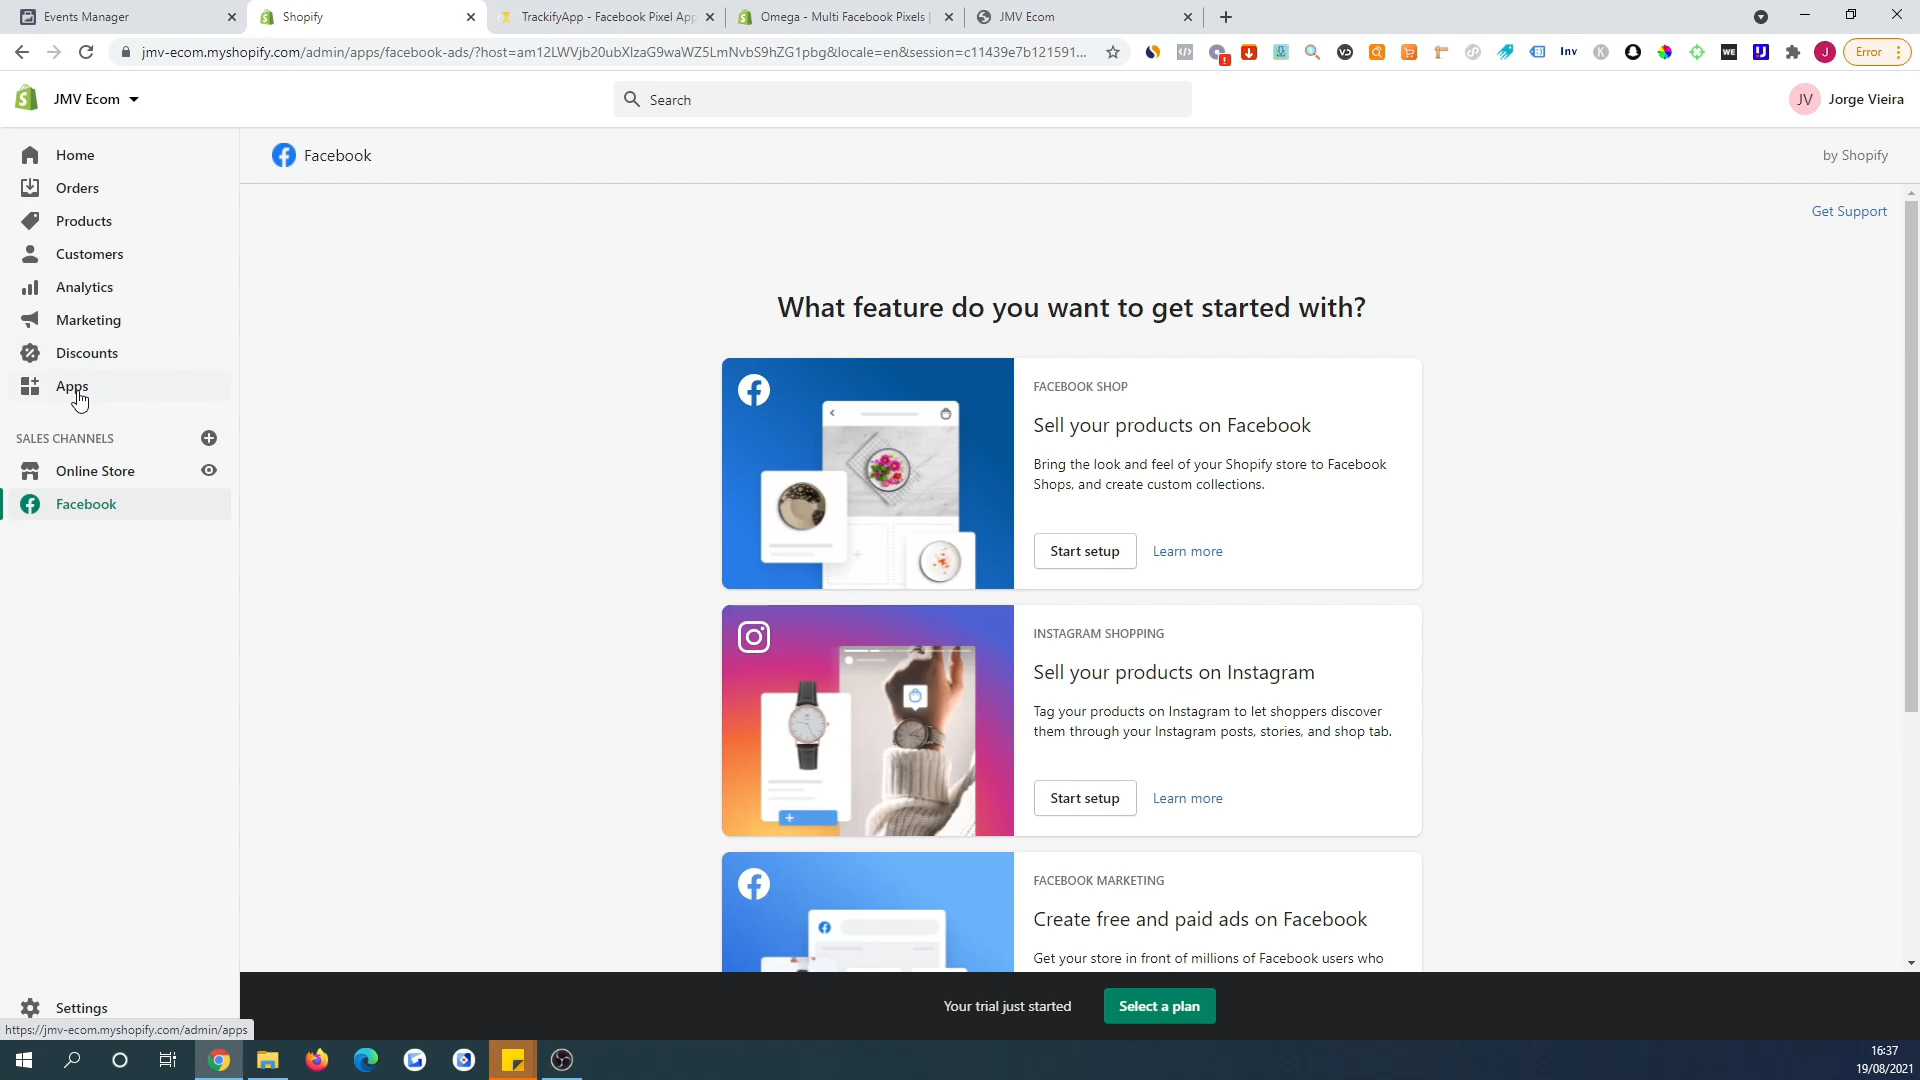 Events Manager
Shopify
TrackifyApp - Facebook Pixel App
Omega - Multi Facebook Pixels |
JMV Ecom
jmv-ecom.myshopify.com/admin/apps/facebook-ads/?host=am12LWVjb20ubXlzaG9waWZ5LmNvbS9hZG1pbg&locale=en&session=c11439e7b121591...
Inv
WE
J
Error
JMV Ecom
Search
JV
Jorge Vieira
Home
Orders
Products
Customers
Analytics
Marketing
Discounts
Apps
SALES CHANNELS
Online Store
Facebook
Settings
https://jmv-ecom.myshopify.com/admin/apps
Facebook
by Shopify
Get Support
What feature do you want to get started with?
FACEBOOK SHOP
Sell your products on Facebook
Bring the look and feel of your Shopify store to Facebook
Shops, and create custom collections.
Start setup
Learn more
INSTAGRAM SHOPPING
Sell your products on Instagram
Tag your products on Instagram to let shoppers discover
them through your Instagram posts, stories, and shop tab.
Start setup
Learn more
FACEBOOK MARKETING
Create free and paid ads on Facebook
Get your store in front of millions of Facebook users who
Your trial just started
Select a plan
16:37
19/08/2021